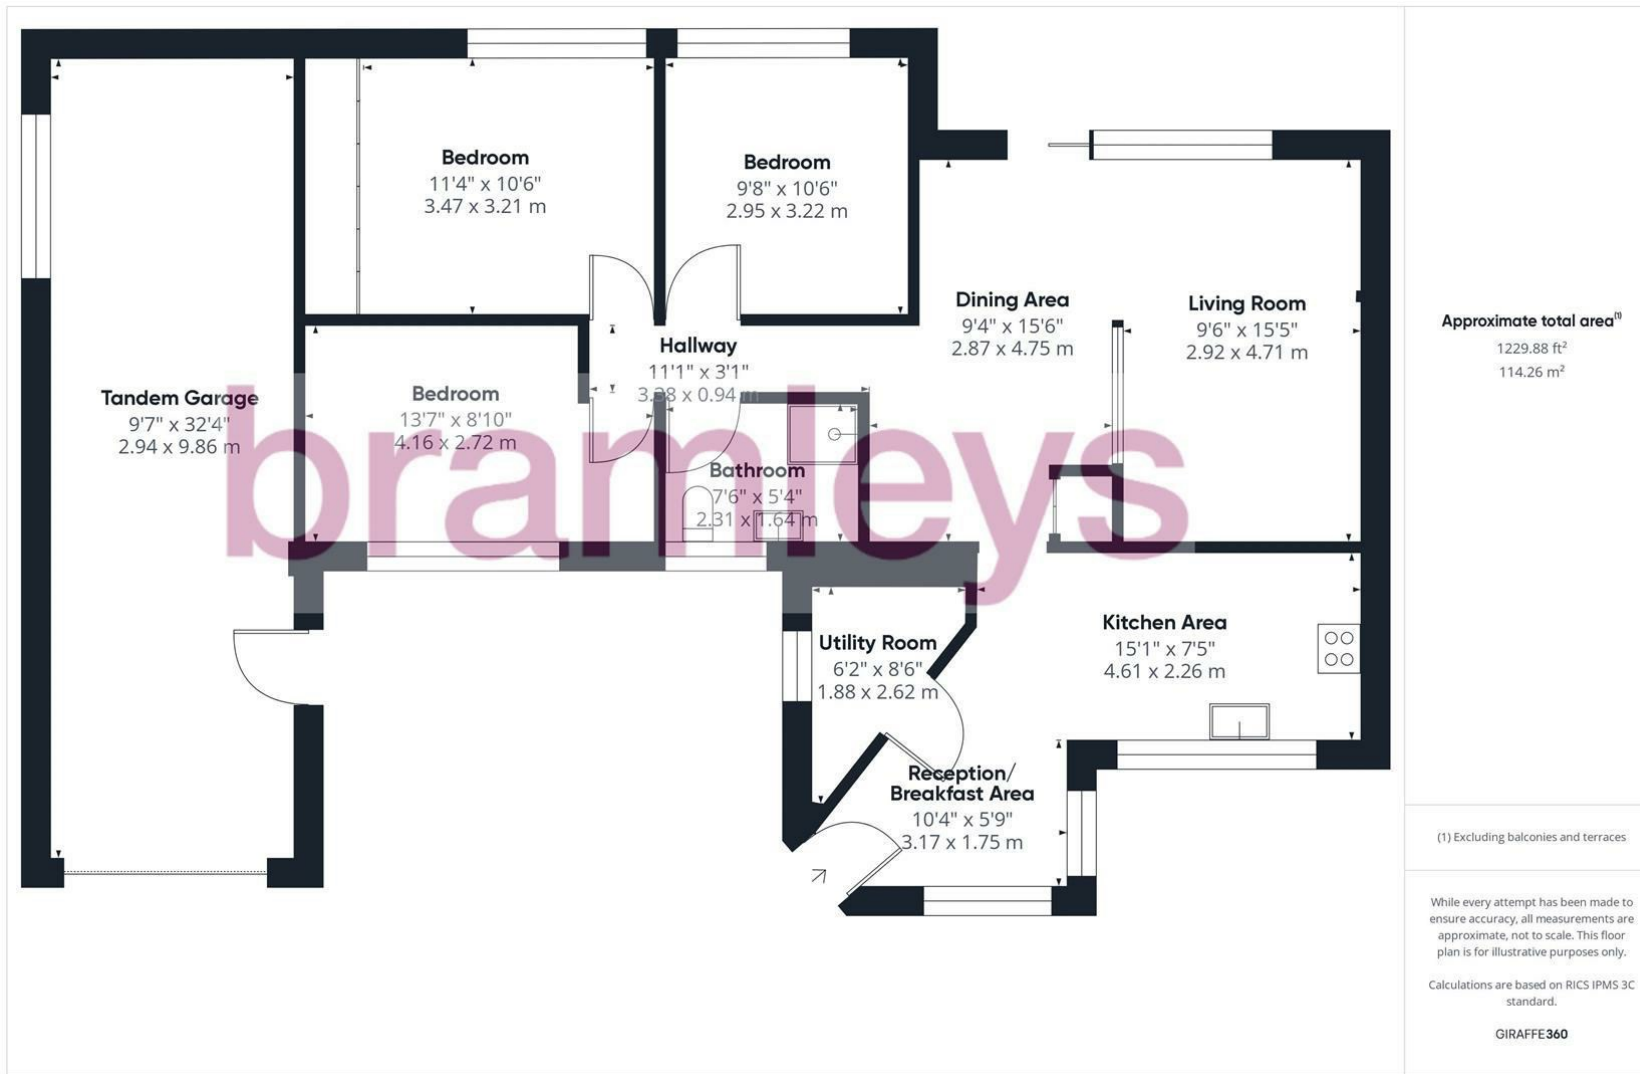 Bedroom
11'4" x 10'6"
3.47 x 3.21 m
Bedroom
9'8" x 10'6"
2.95 x 3.22 m
Dining Area
9'4" x 15'6"
2.87 x 4.75 m
Living Room
9'6" x 15'5"
2.92 x 4.71 m
Hallway
11'1" x 3'1"
3.38 x 0.94 m
Tandem Garage
9'7" x 32'4"
2.94 x 9.86 m
Bedroom
13'7" x 8'10"
4.16 x 2.72 m
bramleys
Bathroom
7'6" x 5'4"
2.31 x 1.64 m
Utility Room
6'2" x 8'6"
1.88 x 2.62 m
Kitchen Area
15'1" x 7'5"
4.61 x 2.26 m
Reception/
Breakfast Area
10'4" x 5'9"
3.17 x 1.75 m
Approximate total area⁽¹⁾
1229.88 ft²
114.26 m²
(1) Excluding balconies and terraces
While every attempt has been made to
ensure accuracy, all measurements are
approximate, not to scale. This floor
plan is for illustrative purposes only.
Calculations are based on RICS IPMS 3C
standard.
GIRAFFE360